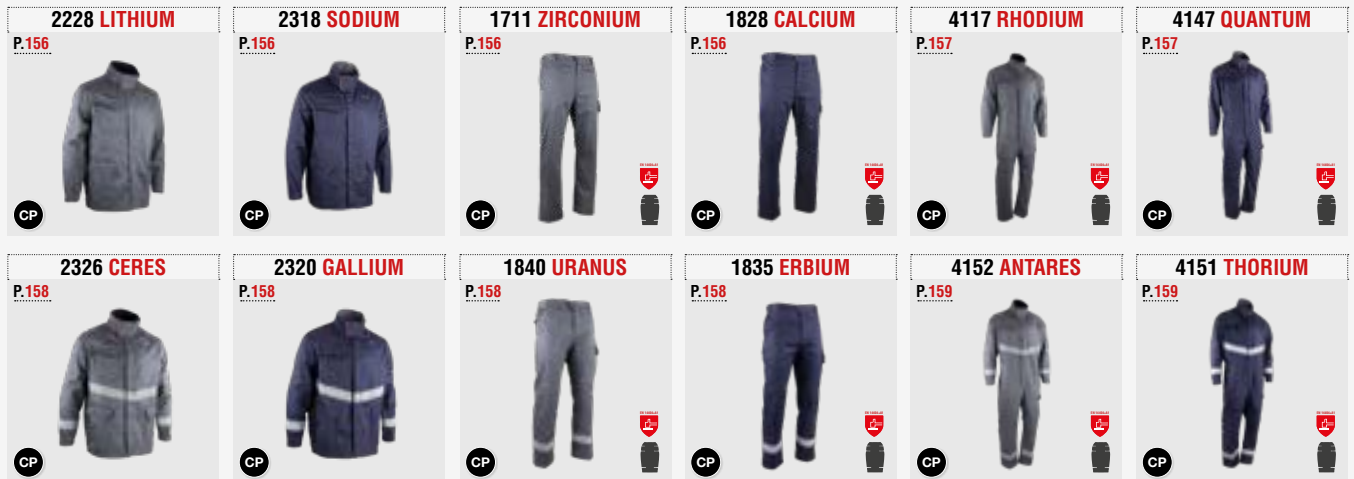 2228 LITHIUM
P.156
CP
2318 SODIUM
P.156
CP
1711 ZIRCONIUM
P.156
CP
1828 CALCIUM
P.156
CP
4117 RHODIUM
P.157
CP
4147 QUANTUM
P.157
CP
2326 CERES
P.158
CP
2320 GALLIUM
P.158
CP
1840 URANUS
P.158
CP
1835 ERBIUM
P.158
CP
4152 ANTARES
P.159
CP
4151 THORIUM
P.159
CP